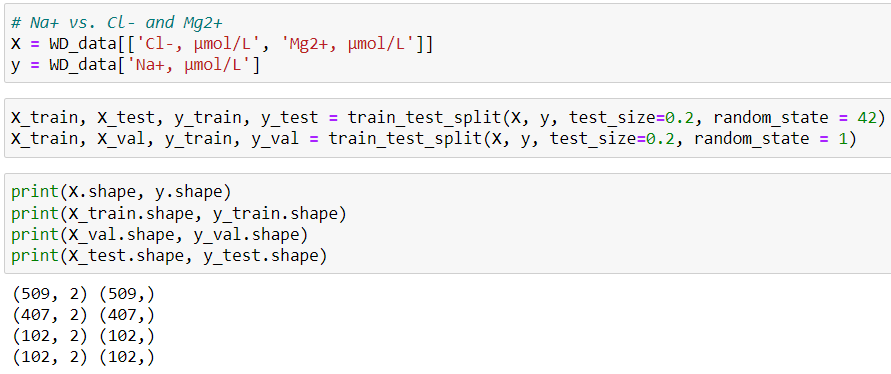 # Na+ vs. Cl- and Mg2+
X = WD_data[['Cl-, μmol/L', 'Mg2+, μmol/L']]
y = WD_data['Na+, μmol/L']
X_train, X_test, y_train, y_test = train_test_split(X, y, test_size=0.2, random_state = 42)
X_train, X_val, y_train, y_val = train_test_split(X, y, test_size=0.2, random_state = 1)
print(X.shape, y.shape)
print(X_train.shape, y_train.shape)
print(X_val.shape, y_val.shape)
print(X_test.shape, y_test.shape)
(509, 2) (509,)
(407, 2) (407,)
(102, 2) (102,)
(102, 2) (102,)